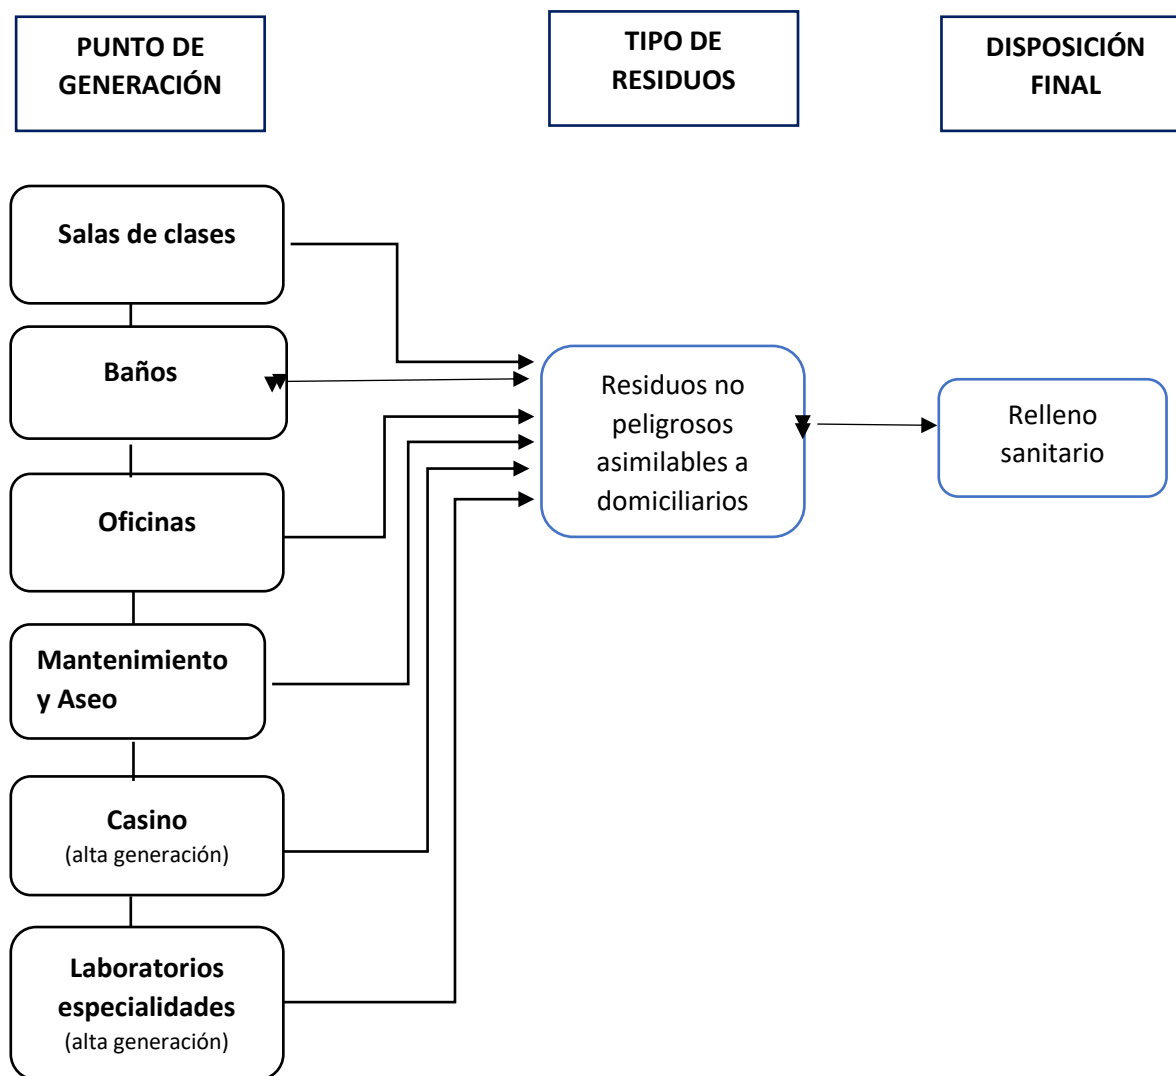 PUNTO DE
GENERACIÓN
TIPO DE
RESIDUOS
DISPOSICIÓN
FINAL
Salas de clases
Baños
Oficinas
Mantenimiento
y Aseo
Casino
(alta generación)
Laboratorios
especialidades
(alta generación)
Residuos no
peligrosos
asimilables a
domiciliarios
Relleno
sanitario